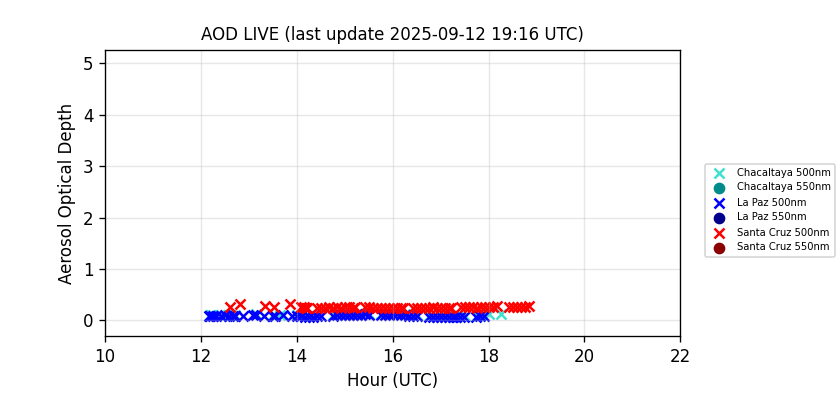 AOD LIVE (last update 2025-09-12 19:16 UTC)
Aerosol Optical Depth
5
4
3
2
1
0
10 12 14 16 18 20 22
Hour (UTC)
Chacaltaya 500nm
Chacaltaya 550nm
La Paz 500nm
La Paz 550nm
Santa Cruz 500nm
Santa Cruz 550nm